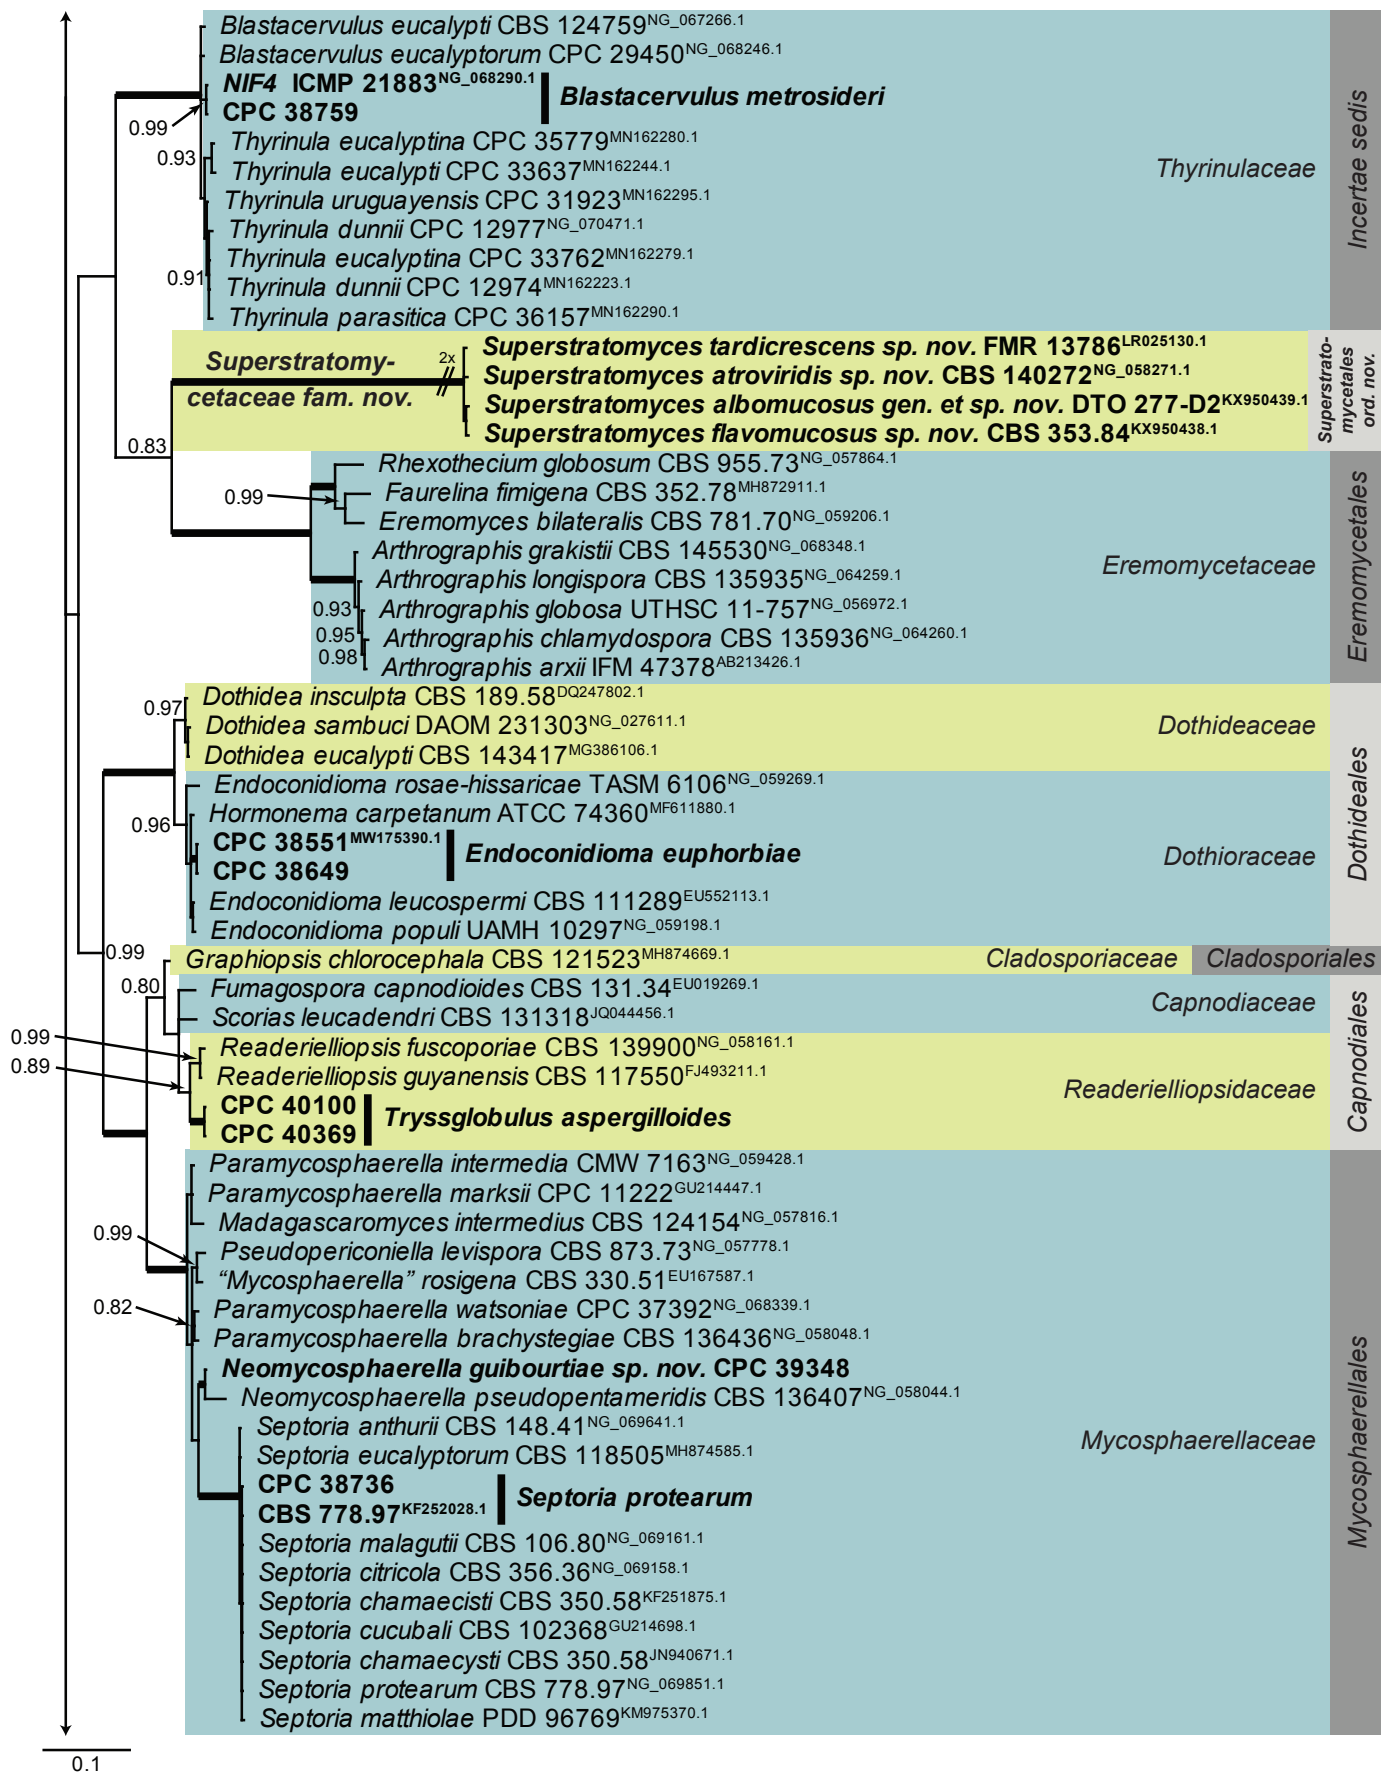 Blastacervulus eucalypti CBS 124759NG_067266.1
Blastacervulus eucalyptorum CPC 29450NG_068246.1
NIF4 ICMP 21883NG_068290.1
CPC 38759
Blastacervulus metrosideri
0.99
Thyrinula eucalyptina CPC 35779MN162280.1
0.93
Thyrinula eucalypti CPC 33637MN162244.1
Thyrinulaceae
Incertae sedis
Thyrinula uruguayensis CPC 31923MN162295.1
Thyrinula dunnii CPC 12977NG_070471.1
Thyrinula eucalyptina CPC 33762MN162279.1
0.91
Thyrinula dunnii CPC 12974MN162223.1
Thyrinula parasitica CPC 36157MN162290.1
Superstratomy-
cetaceae fam. nov.
2x
Superstratomyces tardicrescens sp. nov. FMR 13786LR025130.1
Superstratomyces atroviridis sp. nov. CBS 140272NG_058271.1
Superstratomyces albomucosus gen. et sp. nov. DTO 277-D2KX950439.1
Superstratomyces flavomucosus sp. nov. CBS 353.84KX950438.1
Superstrato-
mycetales
ord. nov.
0.83
Rhexothecium globosum CBS 955.73NG_057864.1
0.99
Faurelina fimigena CBS 352.78MH872911.1
Eremomyces bilateralis CBS 781.70NG_059206.1
Arthrographis grakistii CBS 145530NG_068348.1
Eremomycetaceae
Eremomycetales
Arthrographis longispora CBS 135935NG_064259.1
0.93
Arthrographis globosa UTHSC 11-757NG_056972.1
0.95
Arthrographis chlamydospora CBS 135936NG_064260.1
0.98
Arthrographis arxii IFM 47378AB213426.1
Dothidea insculpta CBS 189.58DQ247802.1
0.97
Dothidea sambuci DAOM 231303NG_027611.1
Dothideaceae
Dothidea eucalypti CBS 143417MG386106.1
Endoconidioma rosae-hissaricae TASM 6106NG_059269.1
Dothideales
Hormonema carpetanum ATCC 74360MF611880.1
0.96
CPC 38551MW175390.1
CPC 38649
Endoconidioma euphorbiae
Dothioraceae
Endoconidioma leucospermi CBS 111289EU552113.1
Endoconidioma populi UAMH 10297NG_059198.1
0.99
Graphiopsis chlorocephala CBS 121523MH874669.1
Cladosporiaceae
Cladosporiales
0.80
Fumagospora capnodioides CBS 131.34EU019269.1
Capnodiaceae
Scorias leucadendri CBS 131318JQ044456.1
0.99
Readerielliopsis fuscoporiae CBS 139900NG_058161.1
0.89
Readerielliopsis guyanensis CBS 117550FJ493211.1
Readerielliopsidaceae
Capnodiales
CPC 40100
CPC 40369
Tryssglobulus aspergilloides
Paramycosphaerella intermedia CMW 7163NG_059428.1
Paramycosphaerella marksii CPC 11222GU214447.1
Madagascaromyces intermedius CBS 124154NG_057816.1
0.99
Pseudopericoniella levispora CBS 873.73NG_057778.1
“Mycosphaerella” rosigena CBS 330.51EU167587.1
0.82
Paramycosphaerella watsoniae CPC 37392NG_068339.1
Paramycosphaerella brachystegiae CBS 136436NG_058048.1
Neomycosphaerella guibourtiae sp. nov. CPC 39348
Neomycosphaerella pseudopentameridis CBS 136407NG_058044.1
Septoria anthurii CBS 148.41NG_069641.1
Mycosphaerellaceae
Mycosphaerellales
Septoria eucalyptorum CBS 118505MH874585.1
CPC 38736
CBS 778.97KF252028.1
Septoria protearum
Septoria malagutii CBS 106.80NG_069161.1
Septoria citricola CBS 356.36NG_069158.1
Septoria chamaecisti CBS 350.58KF251875.1
Septoria cucubali CBS 102368GU214698.1
Septoria chamaecysti CBS 350.58JN940671.1
Septoria protearum CBS 778.97NG_069851.1
Septoria matthiolae PDD 96769KM975370.1
0.1